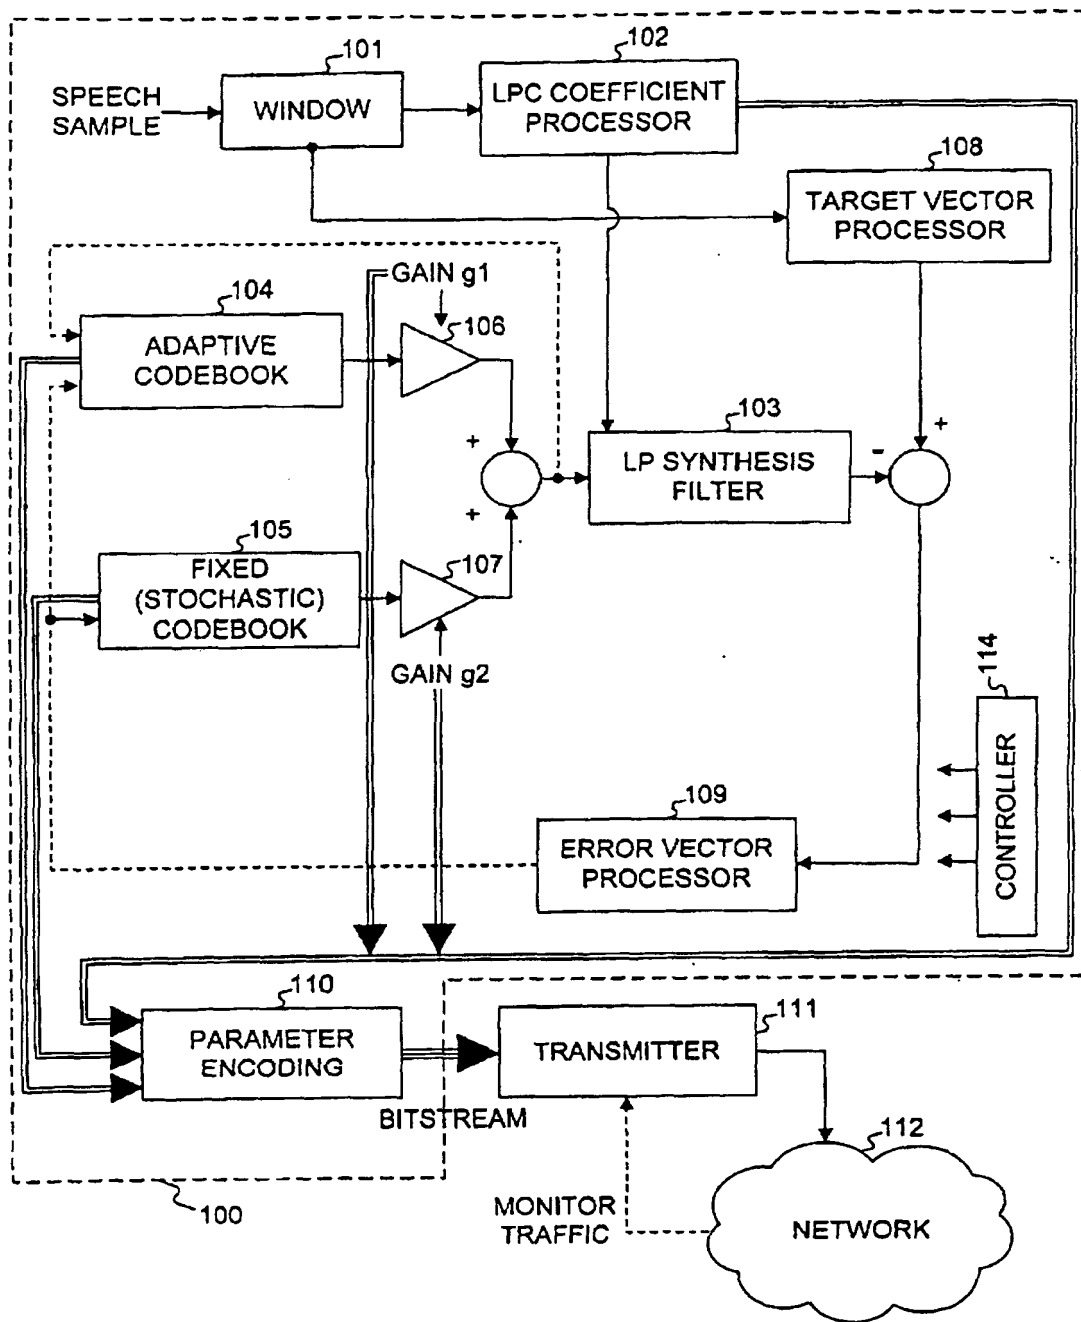 101
102
SPEECH
SAMPLE
WINDOW
LPC COEFFICIENT
PROCESSOR
108
TARGET VECTOR
PROCESSOR
GAIN g1
104
106
ADAPTIVE
CODEBOOK
103
+
+
LP SYNTHESIS
FILTER
-
+
105
107
FIXED
(STOCHASTIC)
CODEBOOK
GAIN g2
114
CONTROLLER
109
ERROR VECTOR
PROCESSOR
110
PARAMETER
ENCODING
111
TRANSMITTER
BITSTREAM
112
100
MONITOR
TRAFFIC
NETWORK